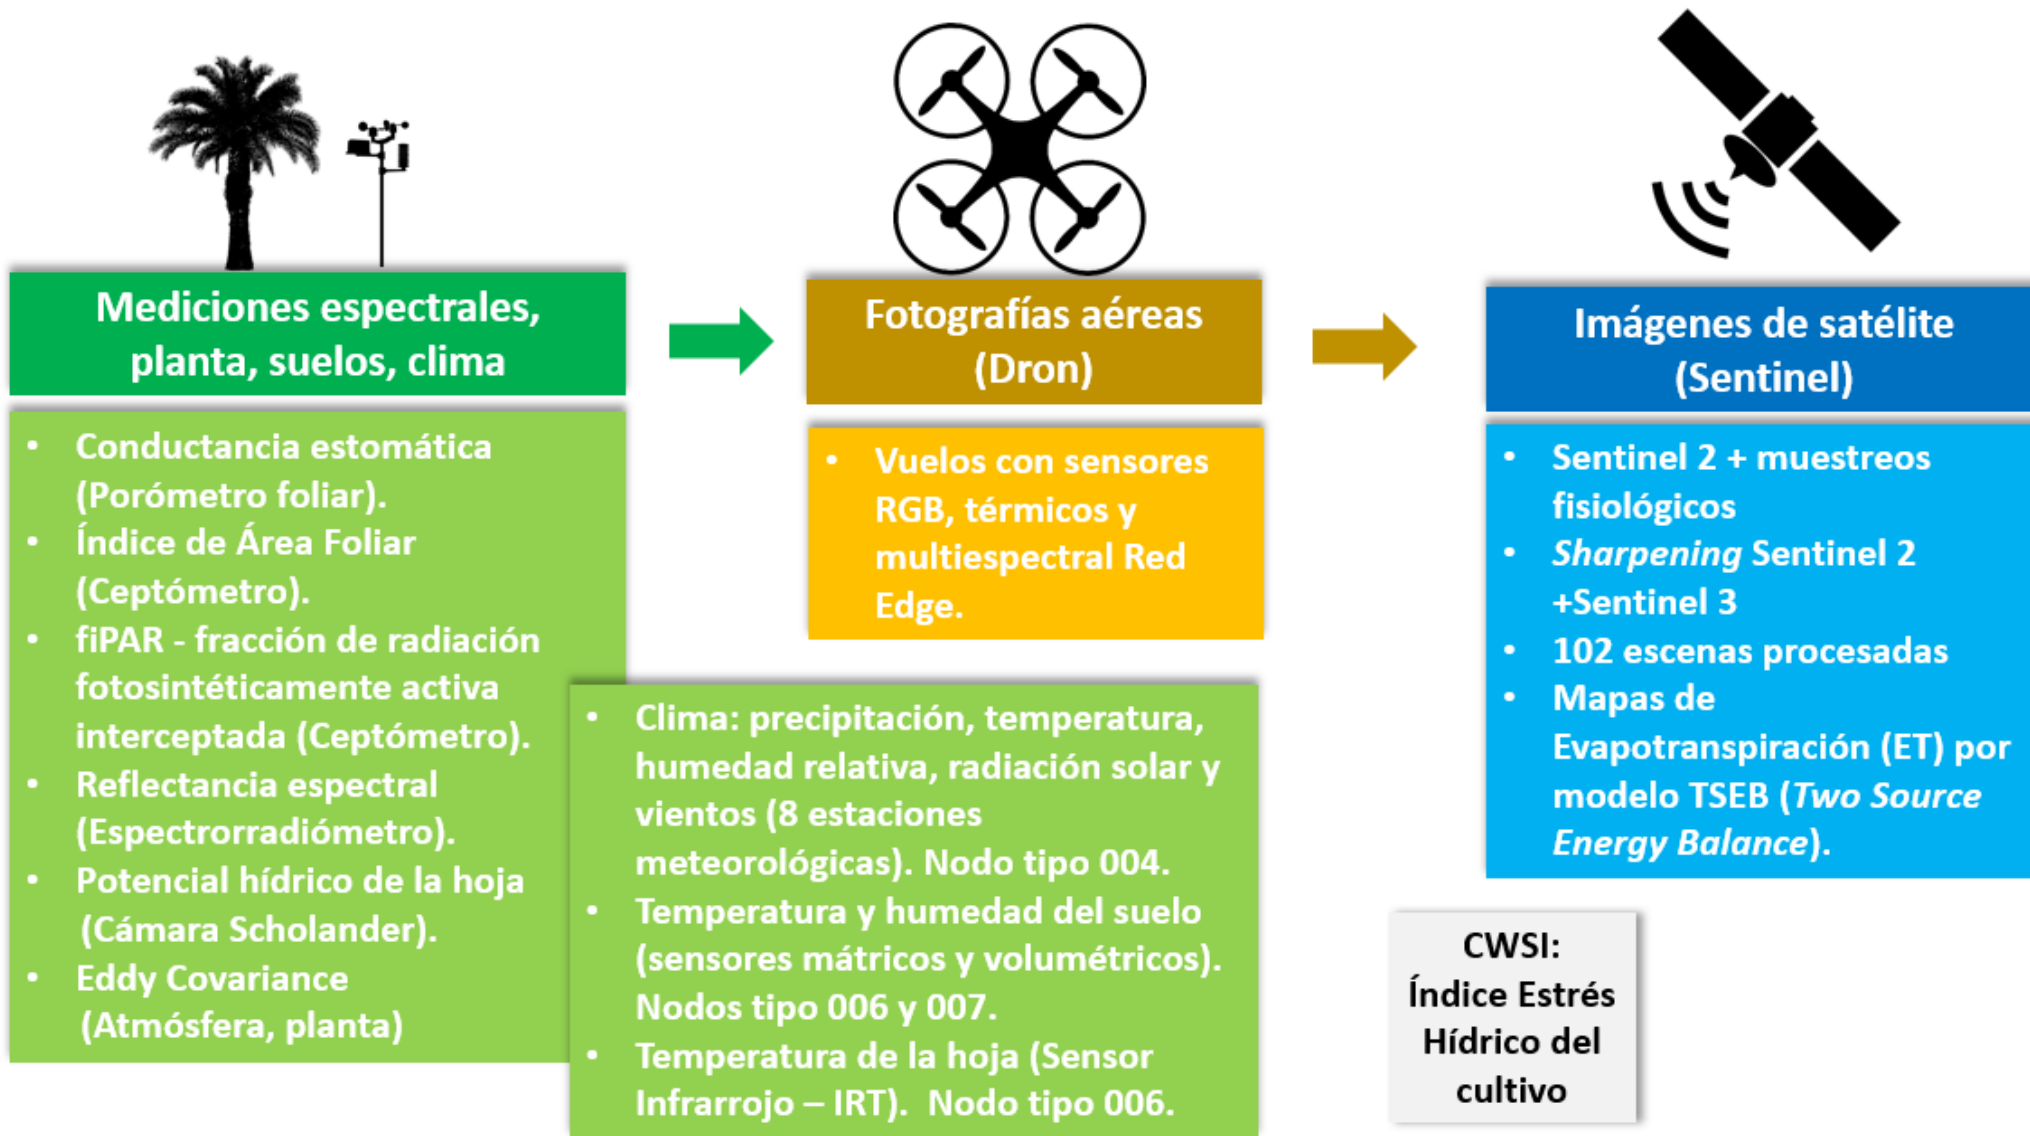 Mediciones espectrales,
planta, suelos, clima
• Conductancia estomática
(Porómetro foliar).
• Índice de Área Foliar
(Ceptómetro).
• fiPAR - fracción de radiación
fotosintéticamente activa
interceptada (Ceptómetro).
• Reflectancia espectral
(Espectrorradiómetro).
• Potencial hídrico de la hoja
(Cámara Scholander).
• Eddy Covariance
(Atmósfera, planta)
• Clima: precipitación, temperatura,
humedad relativa, radiación solar y
vientos (8 estaciones
meteorológicas). Nodo tipo 004.
• Temperatura y humedad del suelo
(sensores mátricos y volumétricos).
Nodos tipo 006 y 007.
• Temperatura de la hoja (Sensor
Infrarrojo – IRT).  Nodo tipo 006.
Fotografías aéreas
(Dron)
• Vuelos con sensores
RGB, térmicos y
multiespectral Red
Edge.
Imágenes de satélite
(Sentinel)
• Sentinel 2 + muestreos
fisiológicos
• Sharpening Sentinel 2
+Sentinel 3
• 102 escenas procesadas
• Mapas de
Evapotranspiración (ET) por
modelo TSEB (Two Source
Energy Balance).
CWSI:
Índice Estrés
Hídrico del
cultivo